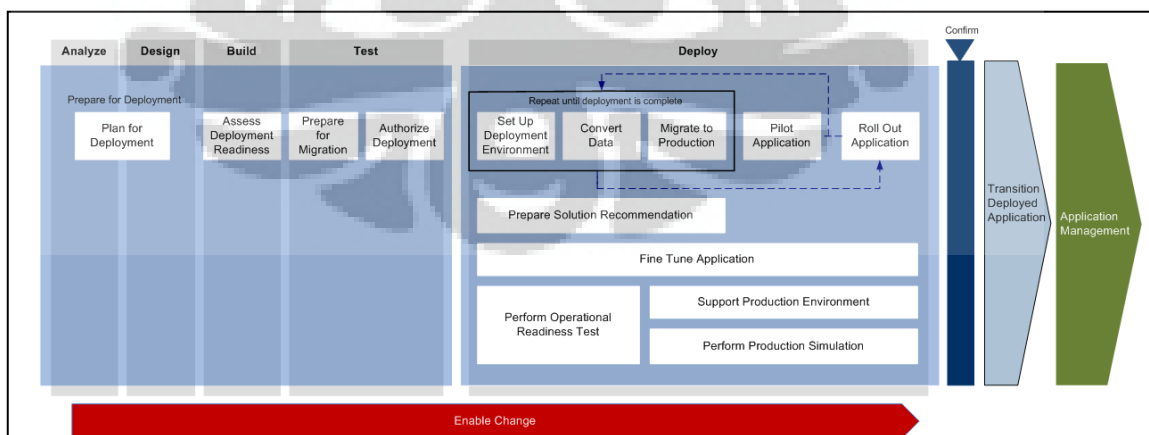 Confirm
Analyze
Design
Build
Test
Deploy
Prepare for Deployment
Repeat until deployment is complete
Plan for
Deployment
Assess
Deployment
Readiness
Prepare
for
Migration
Authorize
Deployment
Set Up
Deployment
Environment
Convert
Data
Migrate to
Production
Pilot
Application
Roll Out
Application
Transition
Deployed
Application
Application
Management
Prepare Solution Recommendation
Fine Tune Application
Perform Operational
Readiness Test
Support Production Environment
Perform Production Simulation
Enable Change